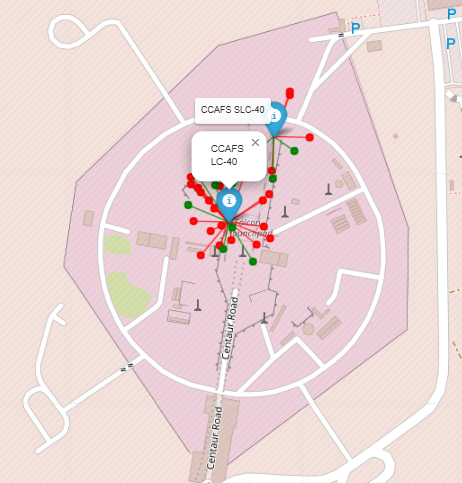 P
P
P
CCAFS SLC-40
CCAFS
LC-40
Centaur Road
Centaur Road